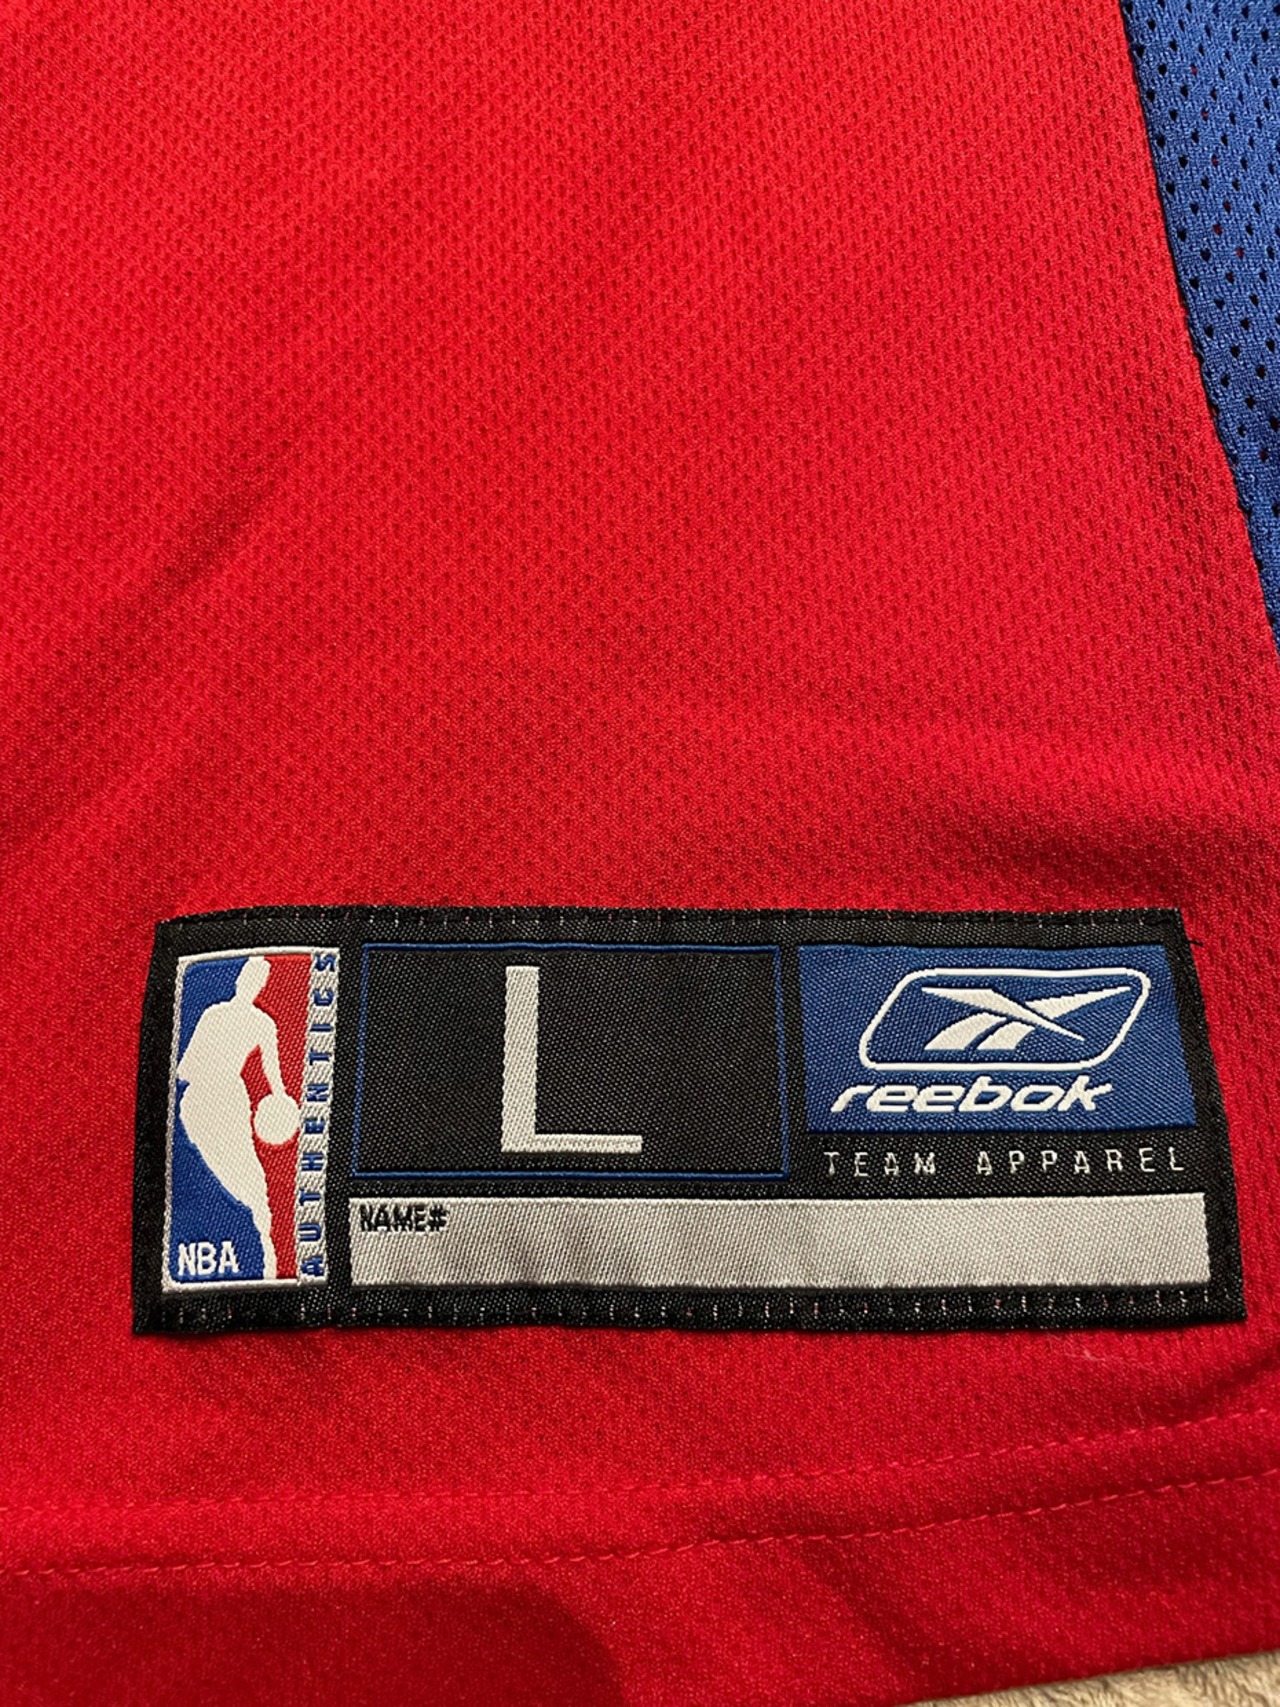 NBA
AUTHENTICS
L
reebok
TEAM APPAREL
NAME#